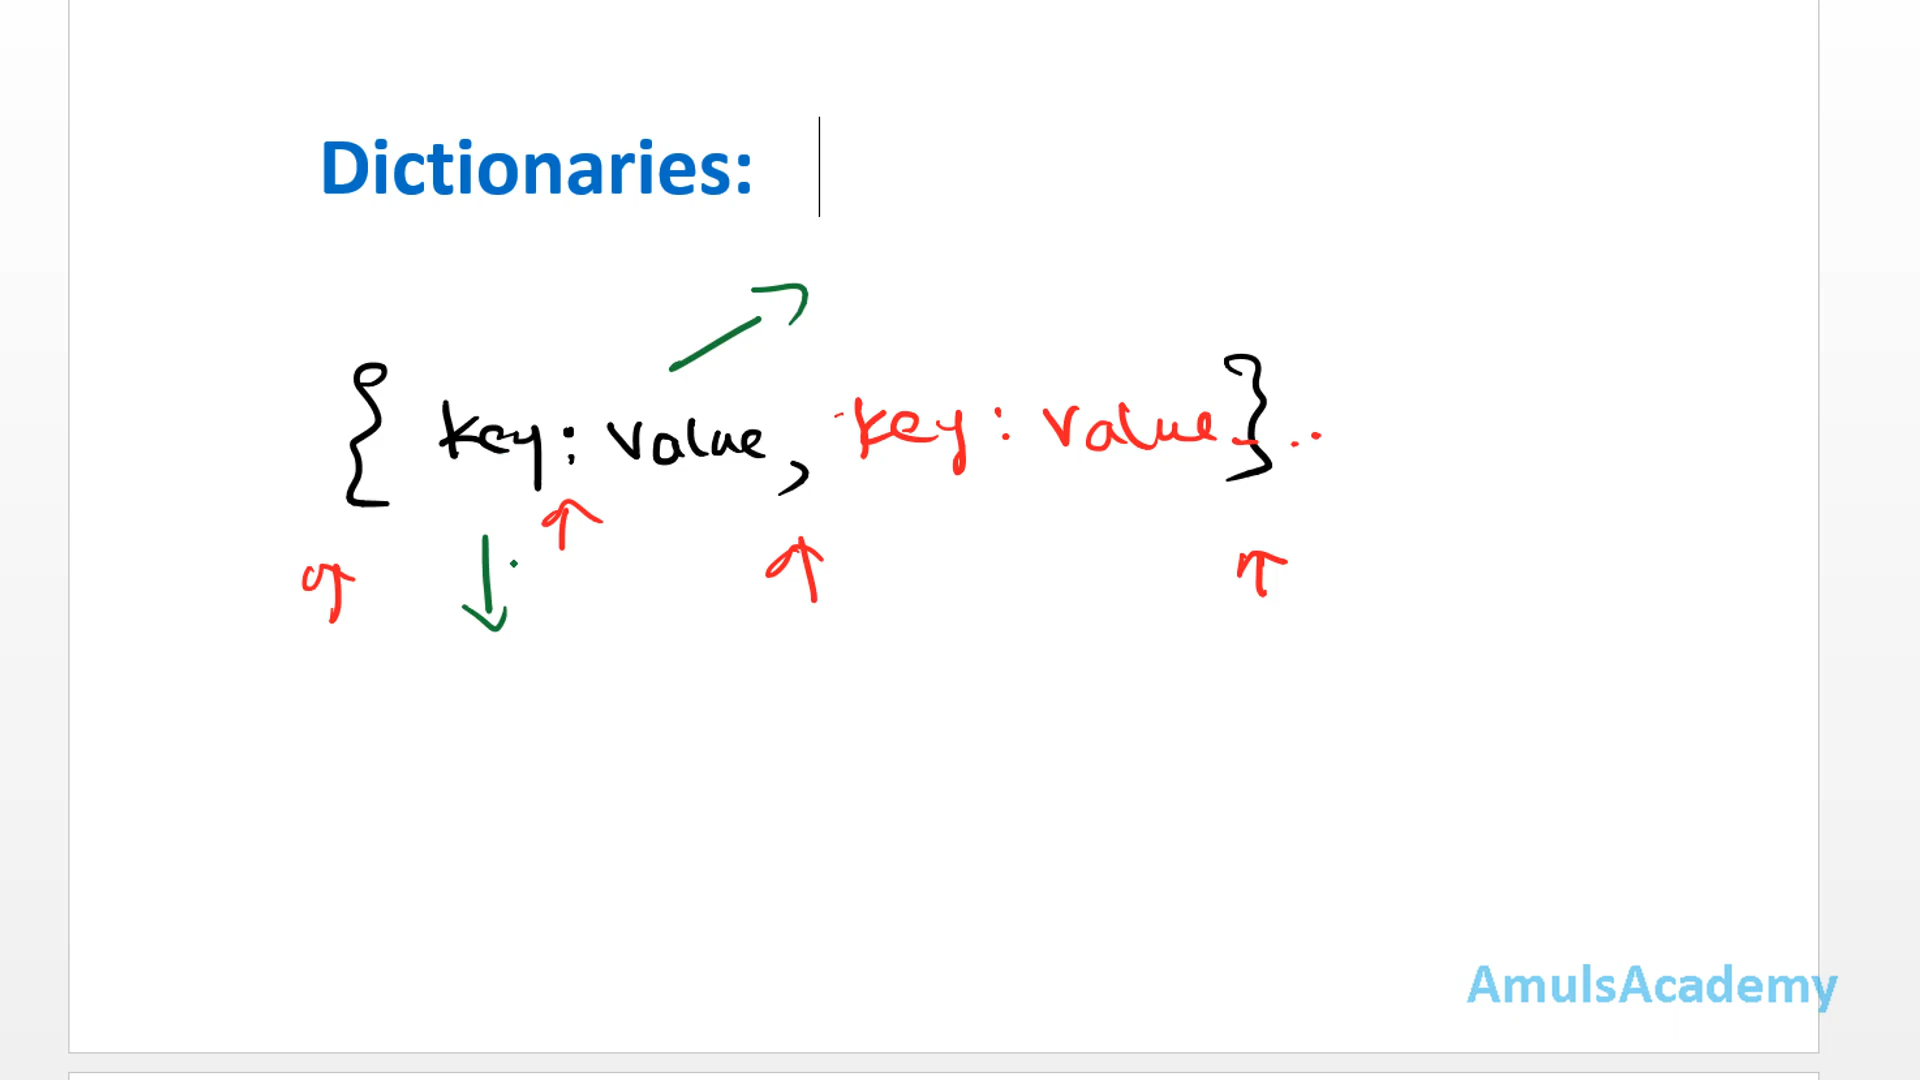 Dictionaries:
{ key : value , key : value } ...
AmulsAcademy